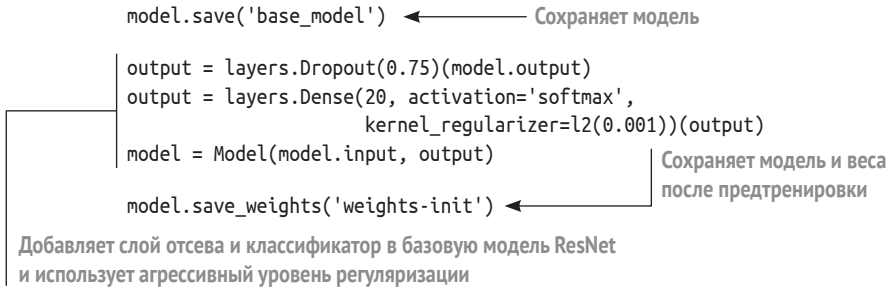 model.save('base_model') Сохраняет модель
output = layers.Dropout(0.75)(model.output)
output = layers.Dense(20, activation='softmax',
kernel_regularizer=l2(0.001))(output)
model = Model(model.input, output)
Сохраняет модель и веса
после предтренировки
model.save_weights('weights-init')
Добавляет слой отсева и классификатор в базовую модель ResNet
и использует агрессивный уровень регуляризации